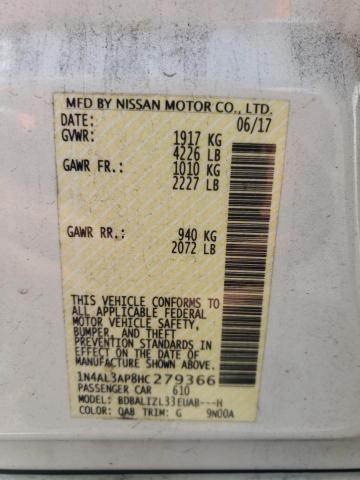 MFD BY NISSAN MOTOR CO., LTD.
DATE: 06/17
GVWR: 1917 KG
4226 LB
GAWR FR.: 1010 KG
2227 LB
GAWR RR.: 940 KG
2072 LB
THIS VEHICLE CONFORMS TO
ALL APPLICABLE FEDERAL
MOTOR VEHICLE SAFETY,
BUMPER, AND THEFT
PREVENTION STANDARDS IN
EFFECT ON THE DATE OF
MANUFACTURE SHOWN ABOVE.
1N4AL3AP8HC279366
PASSENGER CAR 610
MODEL: BDBALIZL33EUAB---H
COLOR: QAB TRIM: G 9N00A